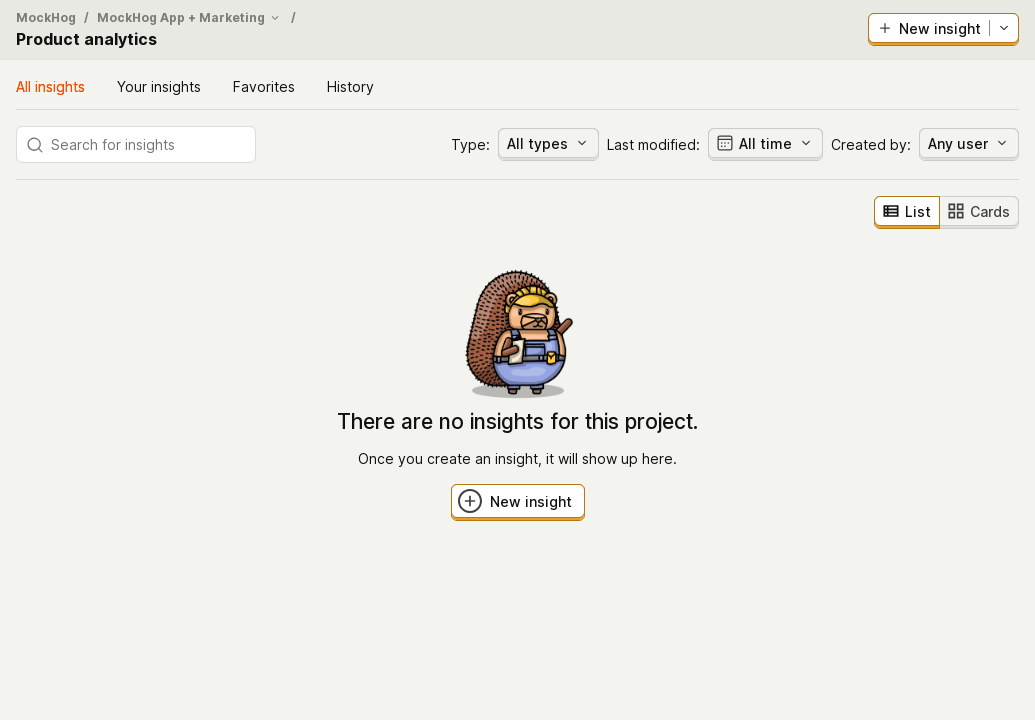 MockHog / MockHog App + Marketing /
Product analytics
New insight
All insights Your insights Favorites History
Search for insights Type: All types Last modified: All time Created by: Any user
List Cards
There are no insights for this project.
Once you create an insight, it will show up here.
New insight